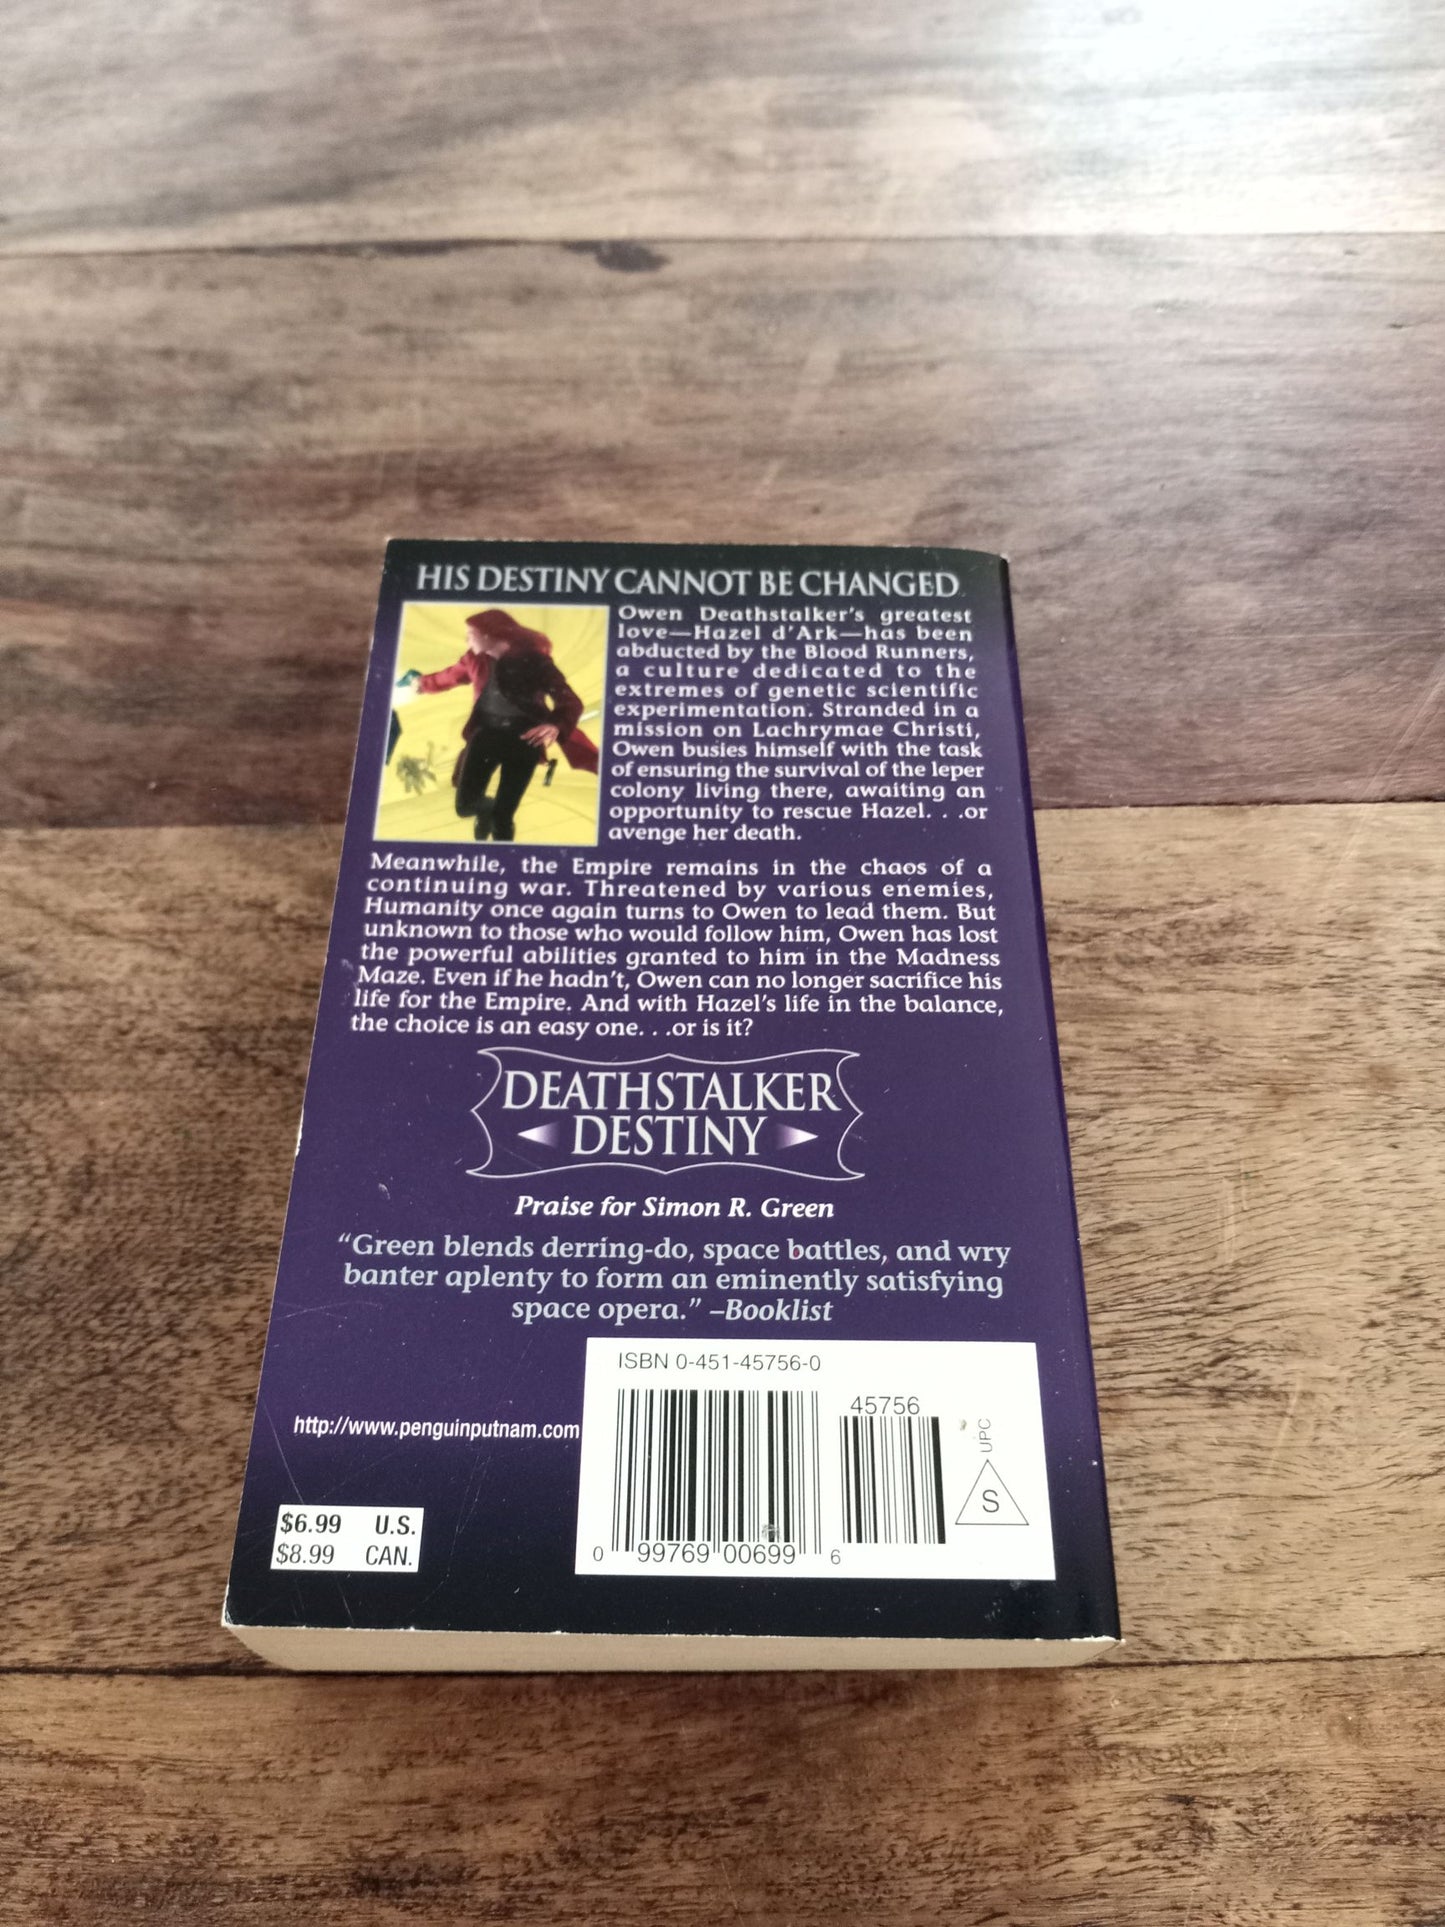 HIS DESTINY CANNOT BE CHANGED
Owen Deathstalker's greatest
love—Hazel d'Ark—has been
abducted by the Blood Runners,
a culture dedicated to the
extremes of genetic scientific
experimentation. Stranded in a
mission on Lachrymae Christi,
Owen busies himself with the task
of ensuring the survival of the leper
colony living there, awaiting an
opportunity to rescue Hazel. . .or
avenge her death.
Meanwhile, the Empire remains in the chaos of a
continuing war. Threatened by various enemies,
Humanity once again turns to Owen to lead them. But
unknown to those who would follow him, Owen has lost
the powerful abilities granted to him in the Madness
Maze. Even if he hadn't, Owen can no longer sacrifice his
life for the Empire. And with Hazel's life in the balance,
the choice is an easy one. . .or is it?
DEATHSTALKER
DESTINY
Praise for Simon R. Green
"Green blends derring-do, space battles, and wry
banter aplenty to form an eminently satisfying
space opera." –Booklist
ISBN 0-451-45756-0
45756
UPC
S
http://www.penguinputnam.com
$6.99 U.S.
$8.99 CAN.
0 99769 00699 6